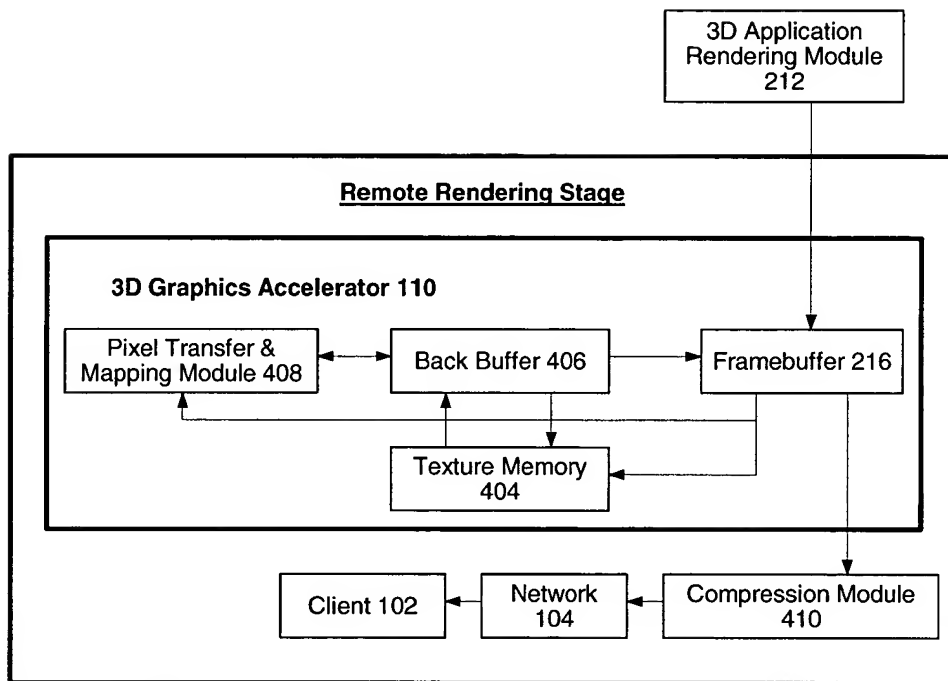 3D Application
Rendering Module
212
Remote Rendering Stage
3D Graphics Accelerator 110
Pixel Transfer &
Mapping Module 408
Back Buffer 406
Framebuffer 216
Texture Memory
404
Client 102
Network
104
Compression Module
410